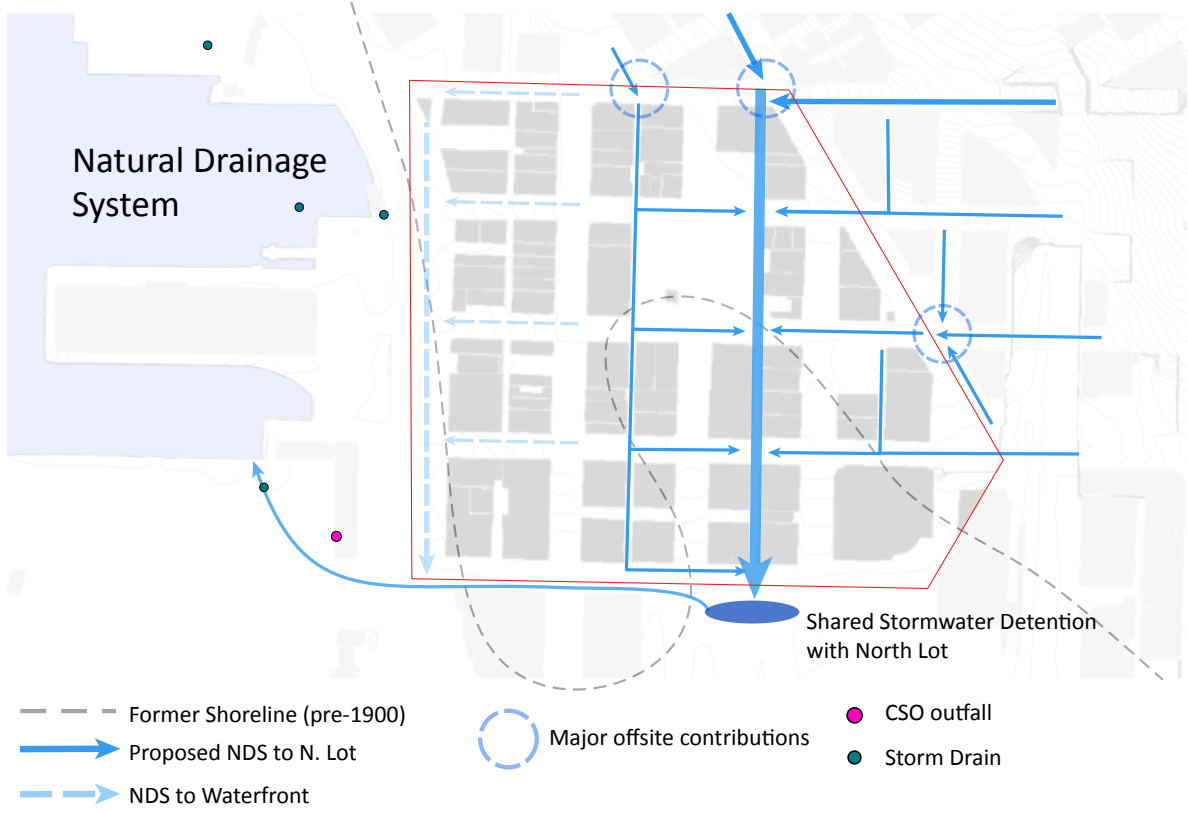 Natural Drainage
System
Shared Stormwater Detention
with North Lot
Former Shoreline (pre-1900)
Proposed NDS to N. Lot
NDS to Waterfront
Major offsite contributions
CSO outfall
Storm Drain